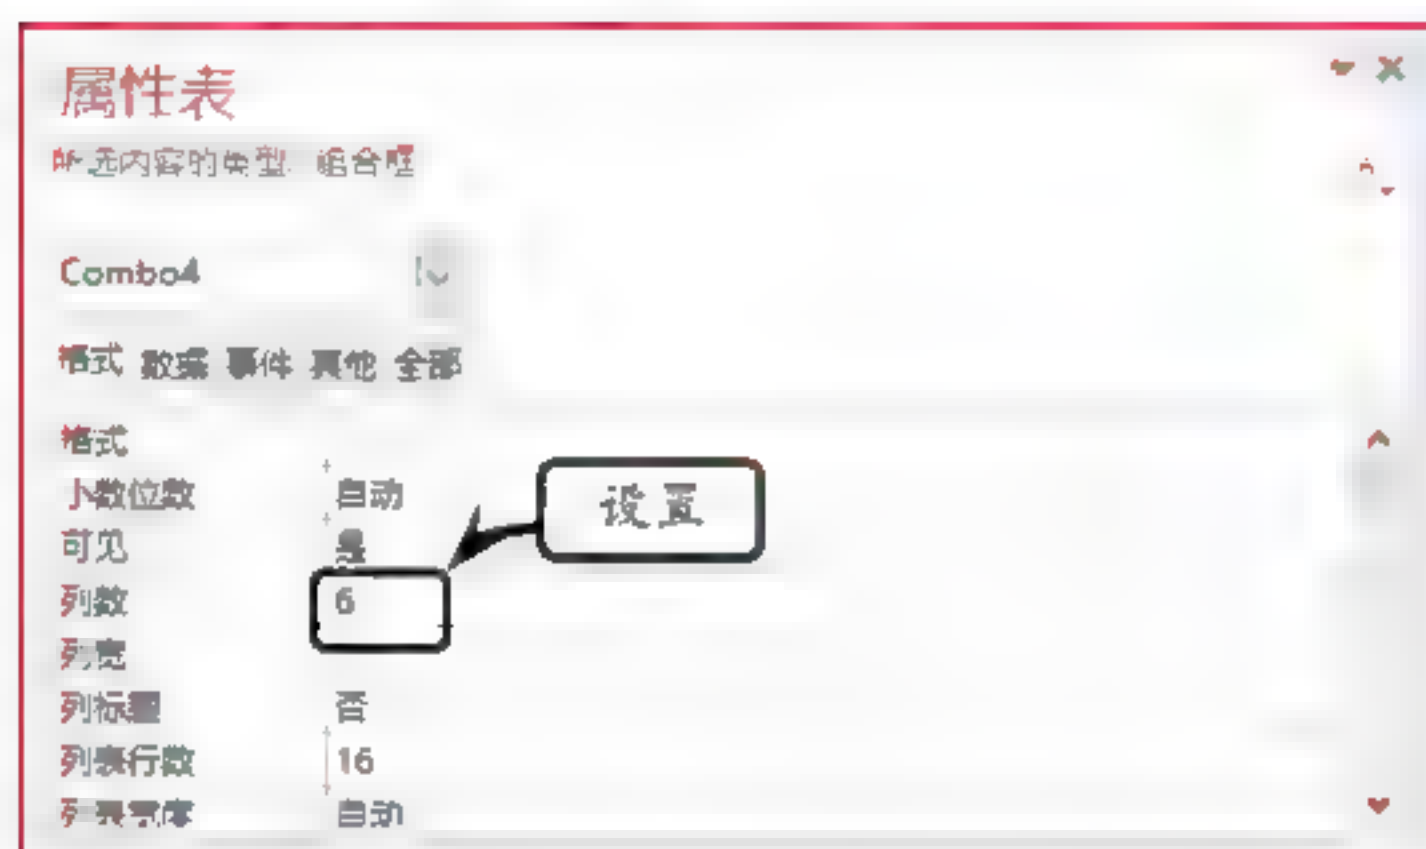 属性表
所选内容的类型: 组合框
Combo4
格式 数据 事件 其他 全部
格式
小数位数 自动
设置
可见 是
列数 6
列宽
列标题 否
列表行数 16
列表宽度 自动